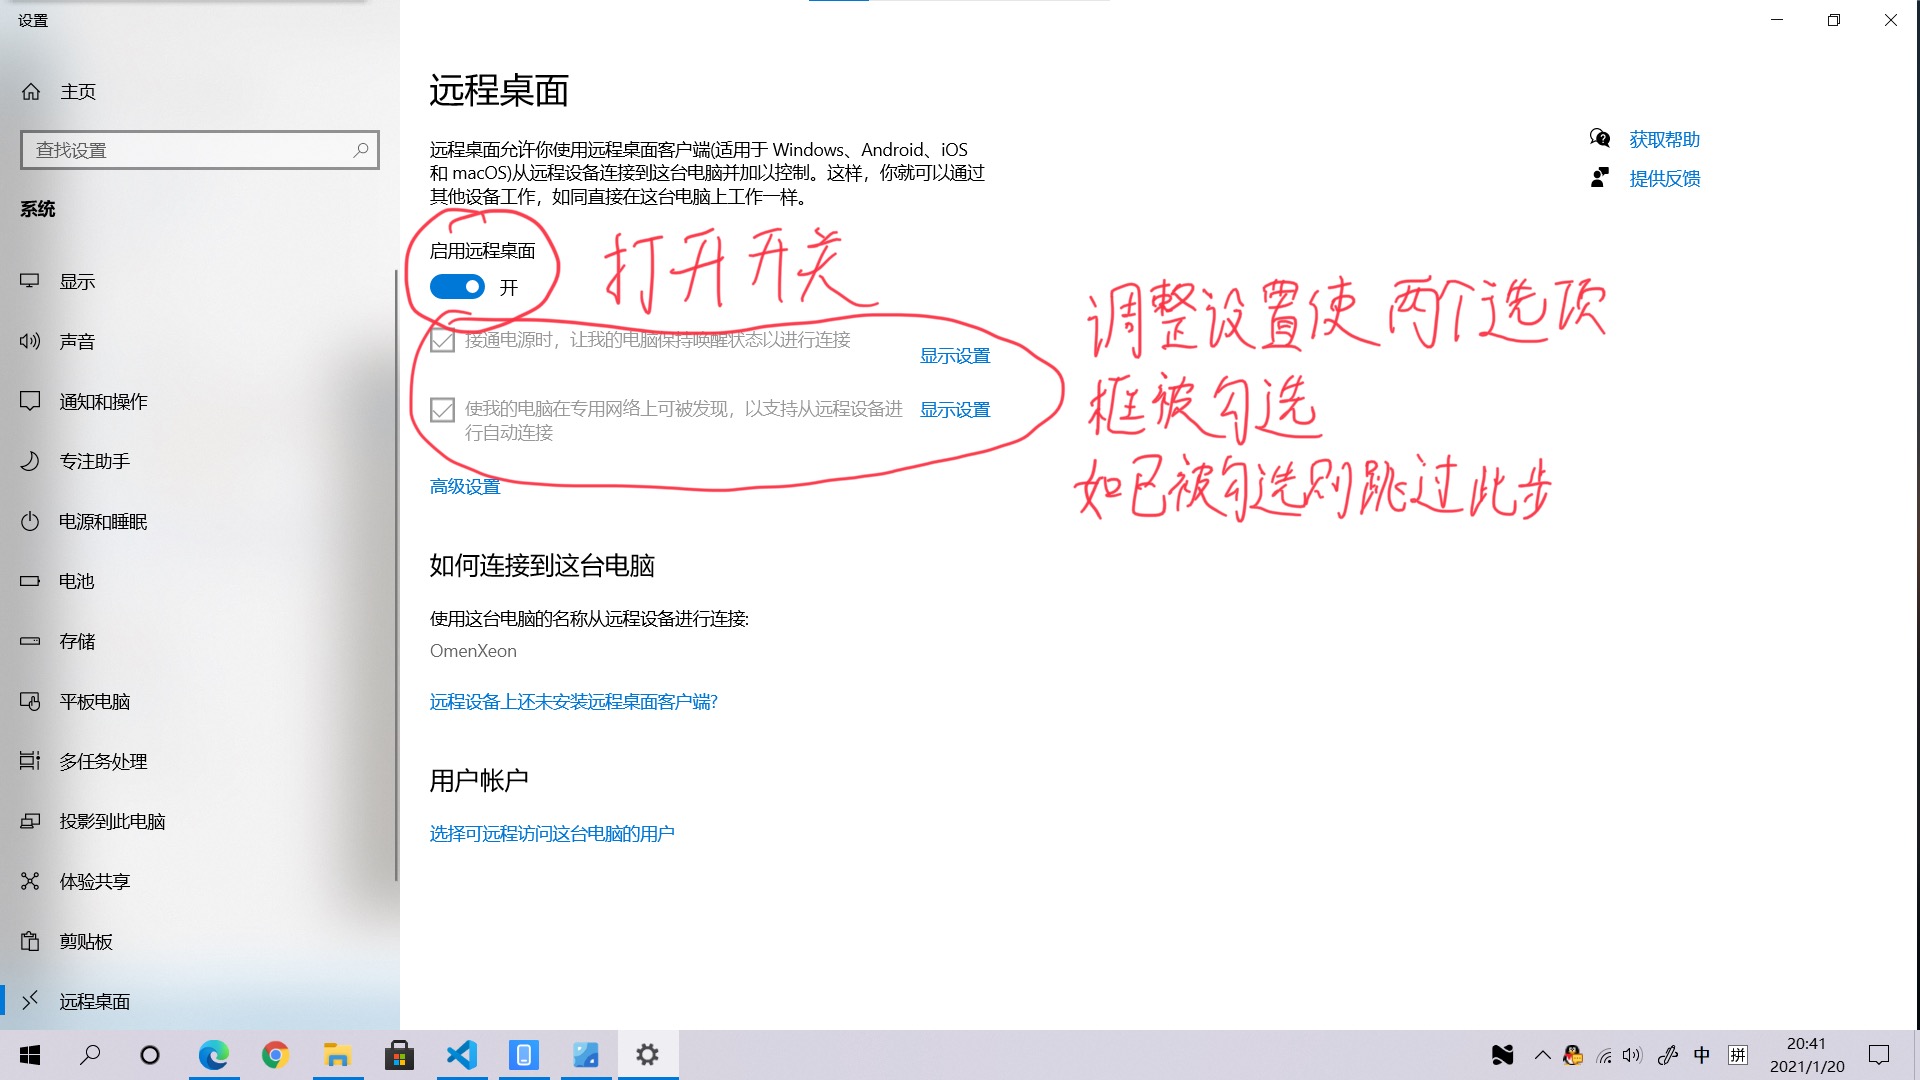 设置
主页
查找设置
系统
显示
声音
通知和操作
专注助手
电源和睡眠
电池
存储
平板电脑
多任务处理
投影到此电脑
体验共享
剪贴板
远程桌面
远程桌面
远程桌面允许你使用远程桌面客户端(适用于 Windows、Android、iOS
和 macOS)从远程设备连接到这台电脑并加以控制。这样，你就可以通过
其他设备工作，如同直接在这台电脑上工作一样。
启用远程桌面
开
打开开关
接通电源时，让我的电脑保持唤醒状态以进行连接
显示设置
使我的电脑在专用网络上可被发现，以支持从远程设备进
行自动连接
显示设置
调整设置使两个选项
框被勾选
如已被勾选则跳过此步
高级设置
如何连接到这台电脑
使用这台电脑的名称从远程设备进行连接:
OmenXeon
远程设备上还未安装远程桌面客户端?
用户帐户
选择可远程访问这台电脑的用户
获取帮助
提供反馈
中
拼
20:41
2021/1/20